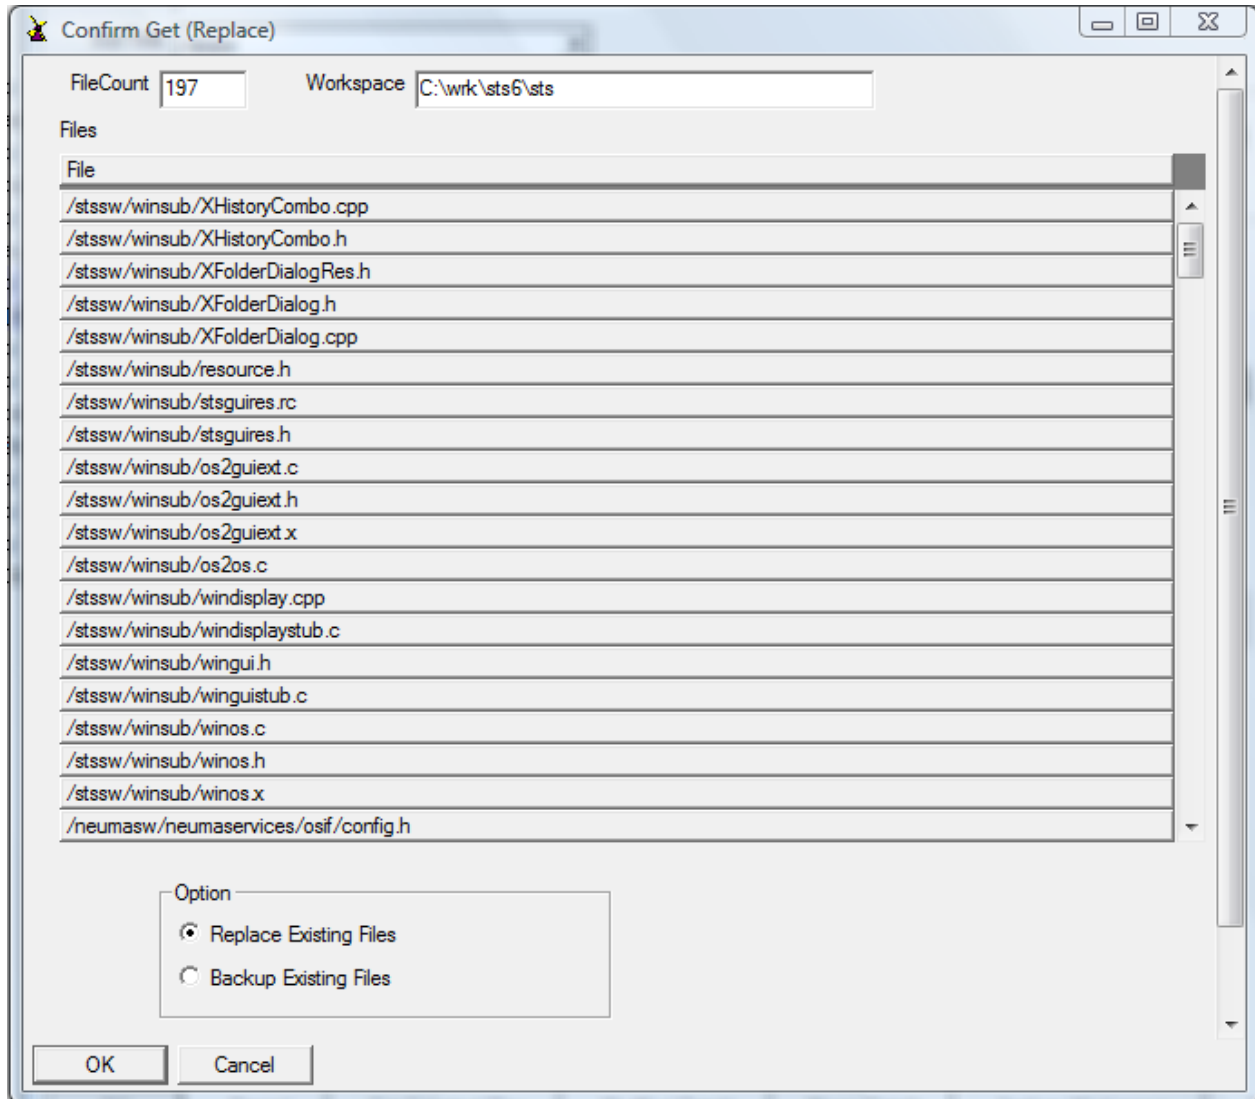 Confirm Get (Replace)
FileCount 197 Workspace C:\wrk\sts6\sts
Files
File
/stssw/winsub/XHistoryCombo.cpp
/stssw/winsub/XHistoryCombo.h
/stssw/winsub/XFolderDialogRes.h
/stssw/winsub/XFolderDialog.h
/stssw/winsub/XFolderDialog.cpp
/stssw/winsub/resource.h
/stssw/winsub/stsguires.rc
/stssw/winsub/stsguires.h
/stssw/winsub/os2guiext.c
/stssw/winsub/os2guiext.h
/stssw/winsub/os2guiext.x
/stssw/winsub/os2os.c
/stssw/winsub/windisplay.cpp
/stssw/winsub/windisplaystub.c
/stssw/winsub/wingui.h
/stssw/winsub/winguistub.c
/stssw/winsub/winos.c
/stssw/winsub/winos.h
/stssw/winsub/winos.x
/neumasw/neumaservices/osif/config.h
Option
Replace Existing Files
Backup Existing Files
OK Cancel